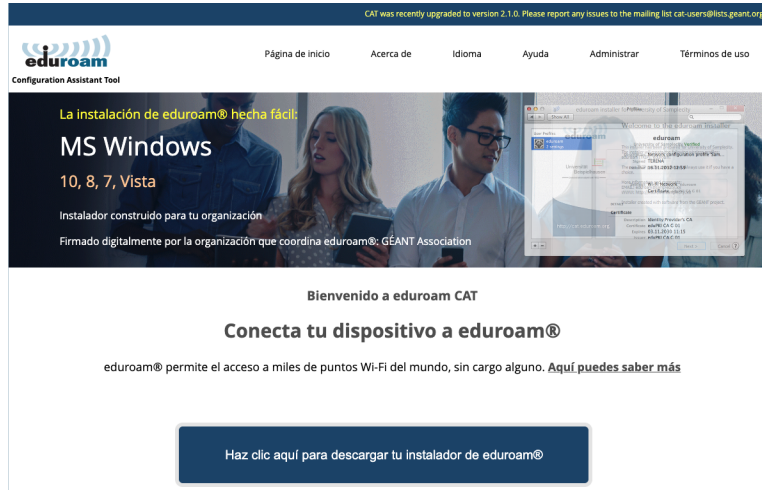 CAT was recently upgraded to version 2.1.0. Please report any issues to the mailing list cat-users@lists.geant.org
eduroam
Configuration Assistant Tool
Página de inicio
Acerca de
Idioma
Ayuda
Administrar
Términos de uso
La instalación de eduroam® hecha fácil:
MS Windows
10, 8, 7, Vista
Instalador construido para tu organización
Firmado digitalmente por la organización que coordina eduroam®: GÉANT Association
Show All
eduroam
Certificate
Bienvenido a eduroam CAT
Conecta tu dispositivo a eduroam®
eduroam® permite el acceso a miles de puntos Wi-Fi del mundo, sin cargo alguno. Aquí puedes saber más
Haz clic aquí para descargar tu instalador de eduroam®